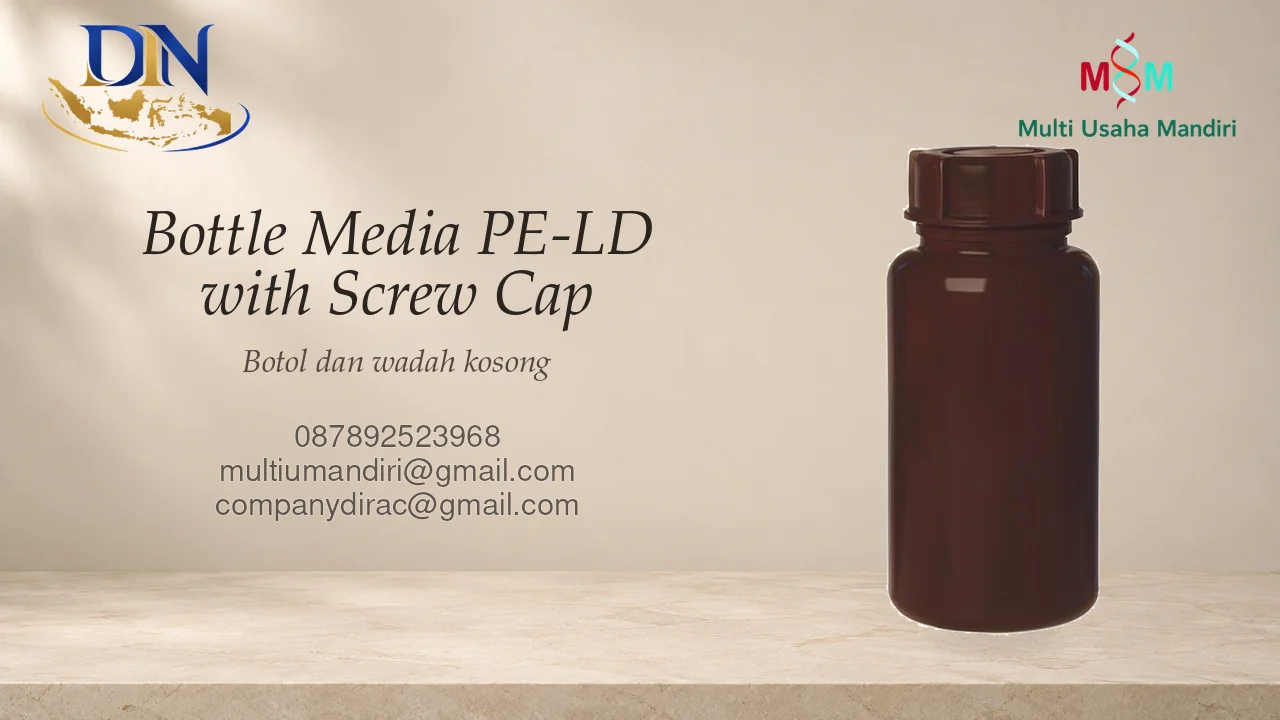 DN
MM
Multi Usaha Mandiri
Bottle Media PE-LD
with Screw Cap
Botol dan wadah kosong
087892523968
multiumandiri@gmail.com
companydirac@gmail.com